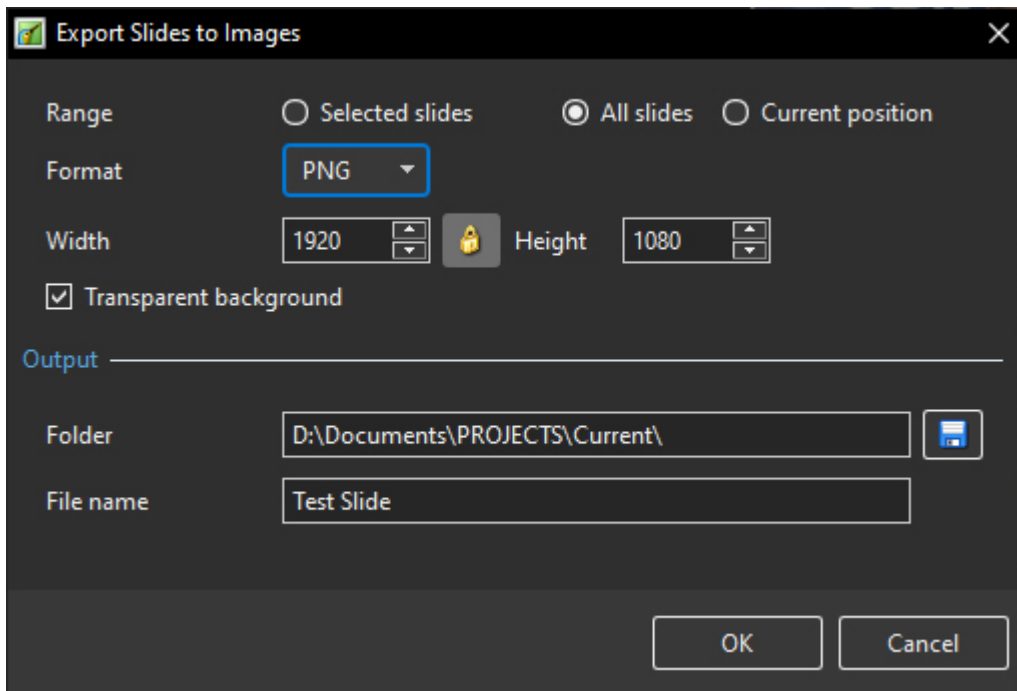 Export Slides to Images
Range Selected slides All slides Current position
Format PNG
Width 1920 Height 1080
Transparent background
Output
Folder D:\Documents\PROJECTS\Current\
File name Test Slide
OK Cancel